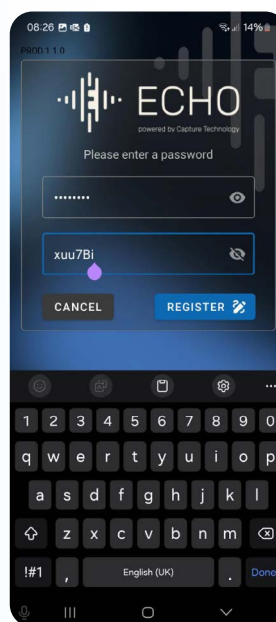 08:26 14%
PROD 1.1.0
ECHO
powered by Capture Technology
Please enter a password
••••••••
xuu7Bi
CANCEL REGISTER
1 2 3 4 5 6 7 8 9 0
q w e r t y u i o p
a s d f g h j k l
z x c v b n m
!#1 , English (UK) . Done